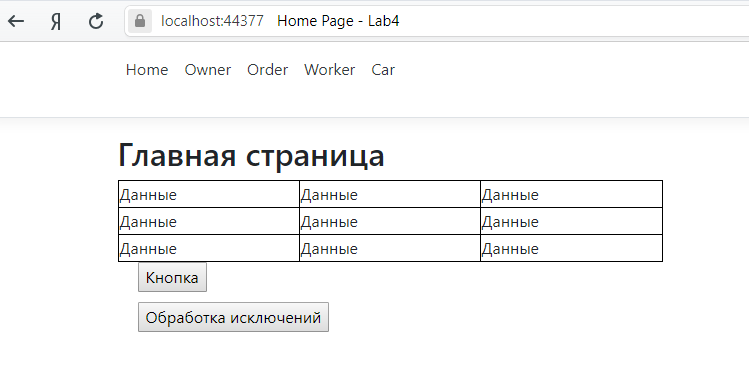 Я localhost:44377 Home Page - Lab4
Home Owner Order Worker Car
Главная страница
Данные Данные Данные
Данные Данные Данные
Данные Данные Данные
Кнопка
Обработка исключений